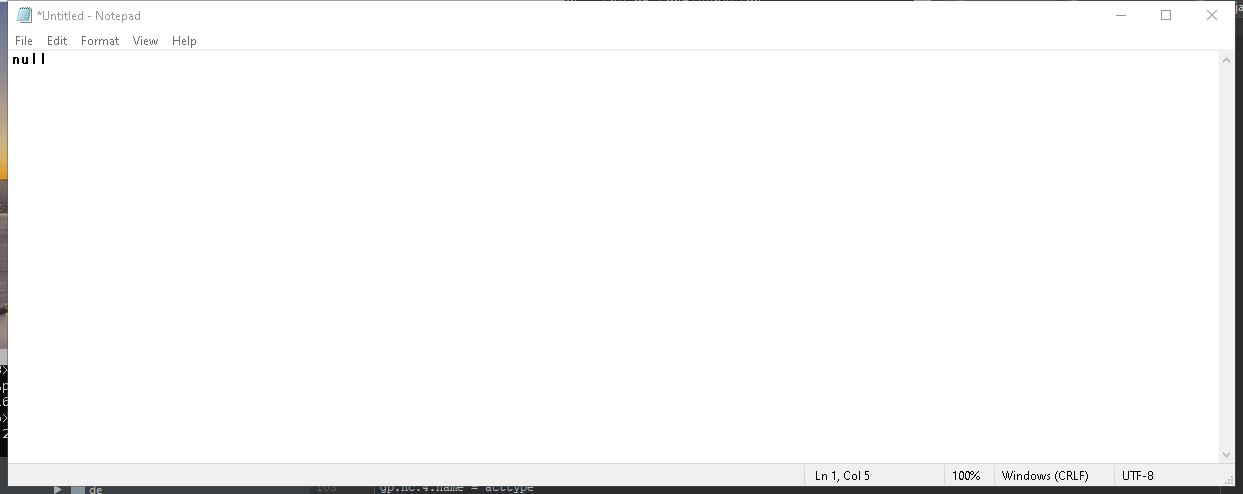 *Untitled - Notepad
File Edit Format View Help
null
Ln 1, Col 5 100% Windows (CRLF) UTF-8
de
gp.nc.4.name = acttype